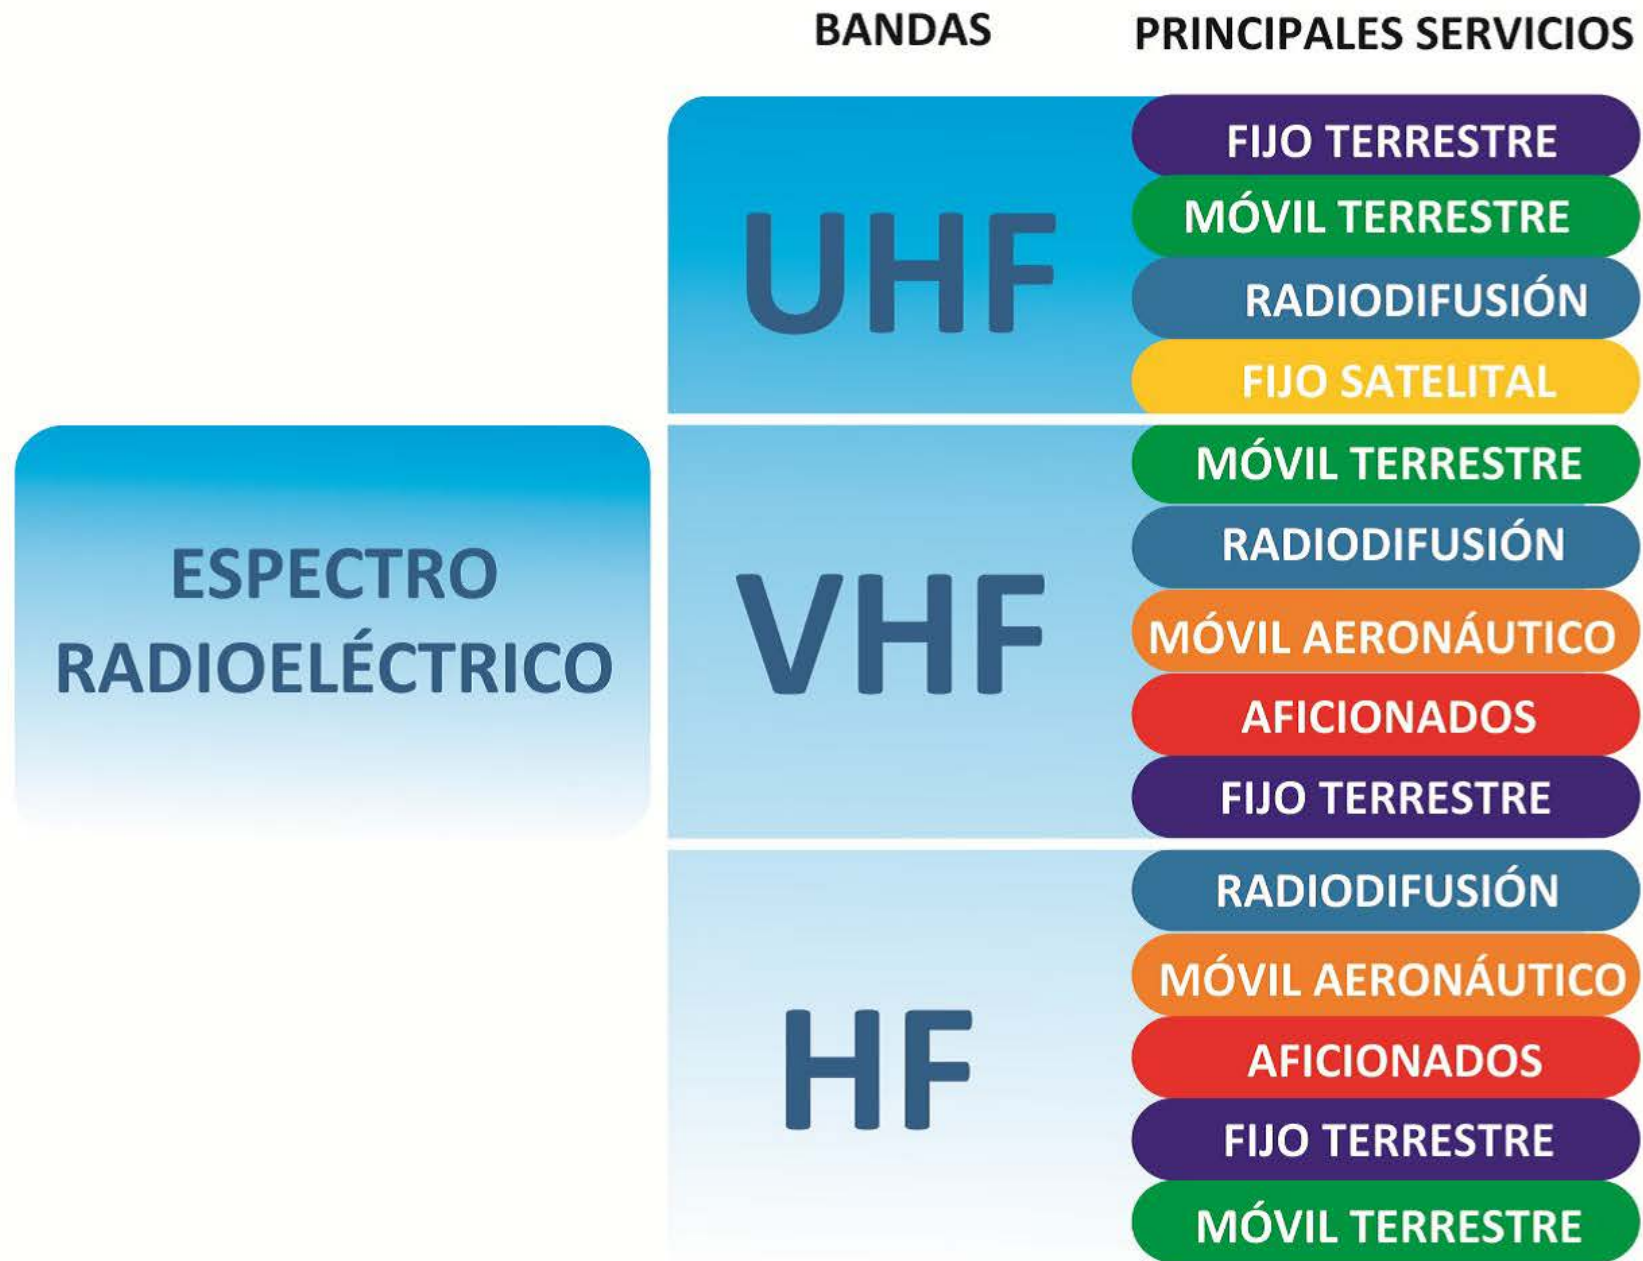 BANDAS
PRINCIPALES SERVICIOS
UHF
FIJO TERRESTRE
MÓVIL TERRESTRE
RADIODIFUSIÓN
FIJO SATELITAL
ESPECTRO
RADIOELÉCTRICO
VHF
MÓVIL TERRESTRE
RADIODIFUSIÓN
MÓVIL AERONÁUTICO
AFICIONADOS
FIJO TERRESTRE
HF
RADIODIFUSIÓN
MÓVIL AERONÁUTICO
AFICIONADOS
FIJO TERRESTRE
MÓVIL TERRESTRE